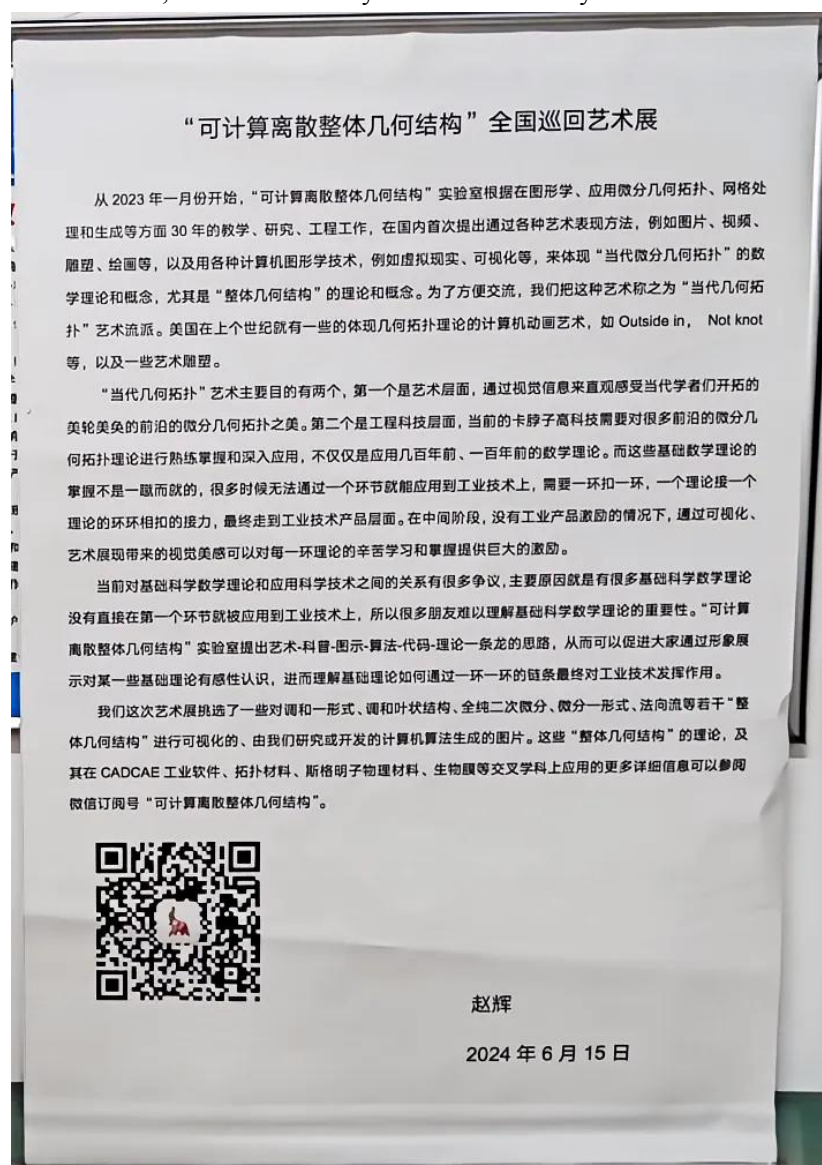 “可计算离散整体几何结构”全国巡回艺术展
从 2023 年一月份开始，“可计算离散整体几何结构”实验室根据在图形学、应用微分几何拓扑、网格处
理和生成等方面 30 年的教学、研究、工程工作，在国内首次提出通过各种艺术表现方法，例如图片、视频、
雕塑、绘画等，以及用各种计算机图形学技术，例如虚拟现实、可视化等，来体现“当代微分几何拓扑”的数
学理论和概念，尤其是“整体几何结构”的理论和概念。为了方便交流，我们把这种艺术称之为“当代几何拓
扑”艺术流派。美国在上个世纪就有一些的体现几何拓扑理论的计算机动画艺术，如 Outside in， Not knot
等，以及一些艺术雕塑。
“当代几何拓扑”艺术主要目的有两个，第一个是艺术层面，通过视觉信息来直观感受当代学者们开拓的
美轮美奂的前沿的微分几何拓扑之美。第二个是工程科技层面，当前的卡脖子高科技需要对很多前沿的微分几
何拓扑理论进行熟练掌握和深入应用，不仅仅是应用几百年前、一百年前的数学理论。而这些基础数学理论的
掌握不是一蹴而就的，很多时候无法通过一个环节就能应用到工业技术上，需要一环扣一环，一个理论接一个
理论的环环相扣的接力，最终走到工业技术产品层面。在中间阶段，没有工业产品激励的情况下，通过可视化、
艺术展现带来的视觉美感可以对每一环理论的辛苦学习和掌握提供巨大的激励。
当前对基础科学数学理论和应用科学技术之间的关系有很多争议，主要原因就是有很多基础科学数学理论
没有直接在第一个环节就被应用到工业技术上，所以很多朋友难以理解基础科学数学理论的重要性。“可计算
离散整体几何结构”实验室提出艺术-科普-图示-算法-代码-理论一条龙的思路，从而可以促进大家通过形象展
示对某一些基础理论有感性认识，进而理解基础理论如何通过一环一环的链条最终对工业技术发挥作用。
我们这次艺术展挑选了一些对调和一形式、调和叶状结构、全纯二次微分、微分一形式、法向流等若干“整
体几何结构”进行可视化的、由我们研究或开发的计算机算法生成的图片。这些“整体几何结构”的理论，及
其在 CADCAE 工业软件、拓扑材料、斯格明子物理材料、生物膜等交叉学科上应用的更多详细信息可以参阅
微信订阅号“可计算离散整体几何结构”。
赵辉
2024 年 6 月 15 日